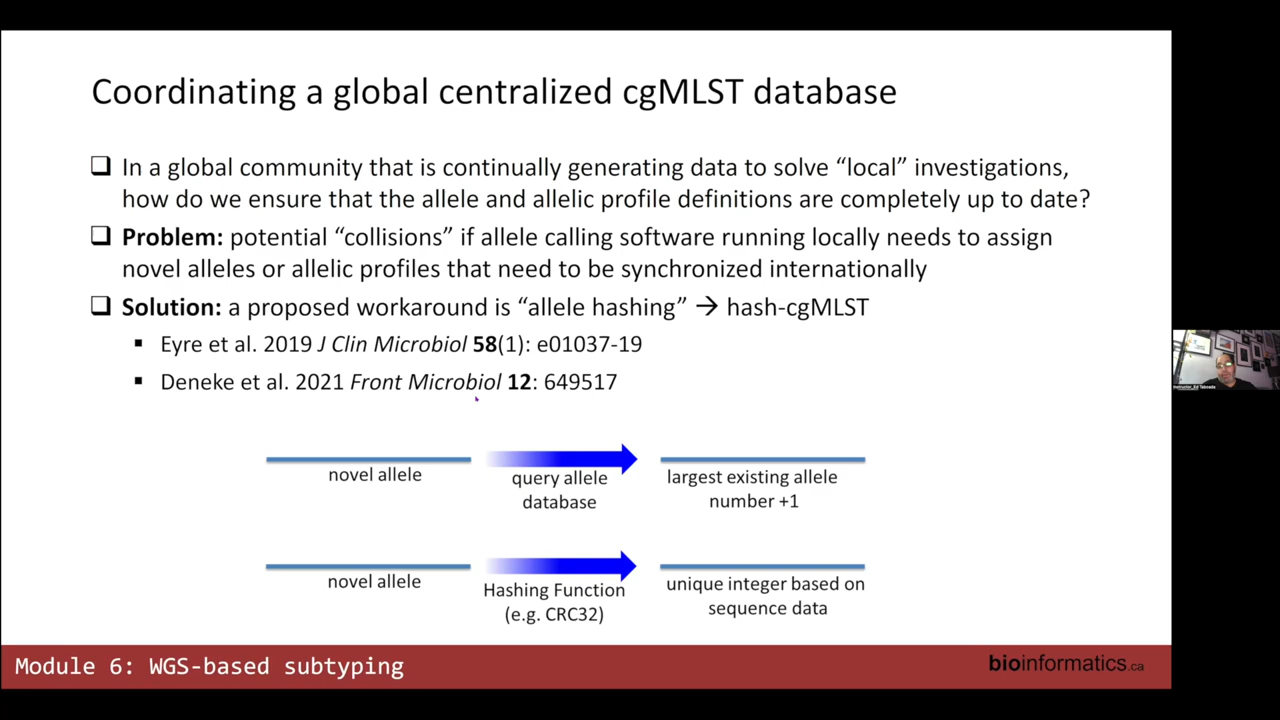 Coordinating a global centralized cgMLST database
❑ In a global community that is continually generating data to solve “local” investigations,
how do we ensure that the allele and allelic profile definitions are completely up to date?
❑ Problem: potential “collisions” if allele calling software running locally needs to assign
novel alleles or allelic profiles that need to be synchronized internationally
❑ Solution: a proposed workaround is “allele hashing” → hash-cgMLST
▪ Eyre et al. 2019 J Clin Microbiol 58(1): e01037-19
▪ Deneke et al. 2021 Front Microbiol 12: 649517
novel allele
query allele
database
largest existing allele
number +1
novel allele
Hashing Function
(e.g. CRC32)
unique integer based on
sequence data
Module 6: WGS-based subtyping
bioinformatics.ca
Instructor_Ed Taboada